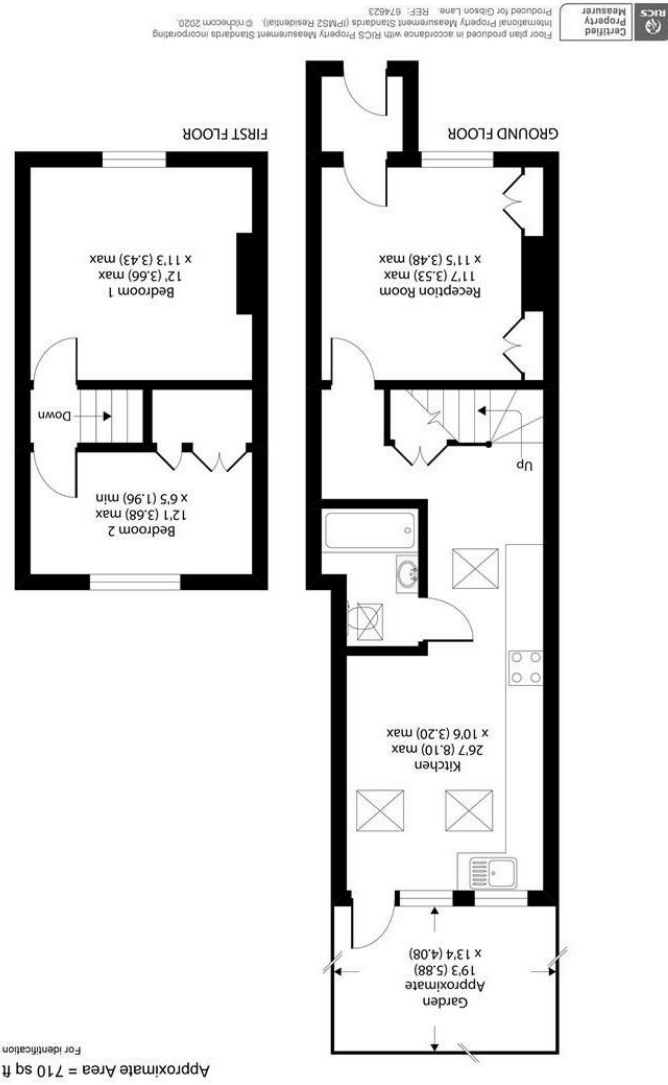 Approximate Area = 710 sq ft
For identification
Garden
Approximate
19'3 (5.88)
x 13'4 (4.08)
Kitchen
26'7 (8.10) max
x 10'6 (3.20) max
Up
Reception Room
11'7 (3.53) max
x 11'5 (3.48) max
GROUND FLOOR
Bedroom 2
12'1 (3.68) max
x 6'5 (1.96) min
Down
Bedroom 1
12' (3.66) max
x 11'3 (3.43) max
FIRST FLOOR
RICS
Certified
Property
Measurer
Floor plan produced in accordance with RICS Property Measurement Standards incorporating
International Property Measurement Standards (IPMS2 Residential). © nichecom 2020.
Produced for Gibson Lane. REF: 674623